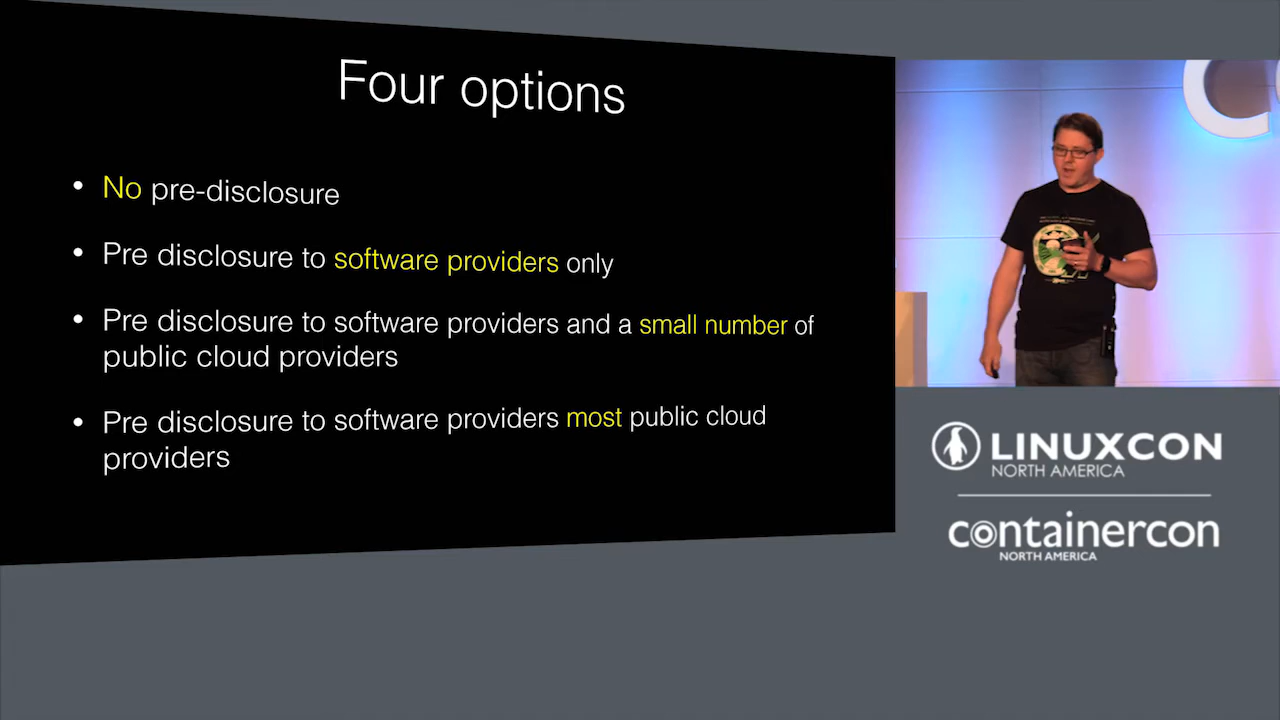 Four options
• No pre-disclosure
• Pre disclosure to software providers only
• Pre disclosure to software providers and a small number of
public cloud providers
• Pre disclosure to software providers most public cloud
providers
LINUXCON
NORTH AMERICA
containercon
NORTH AMERICA